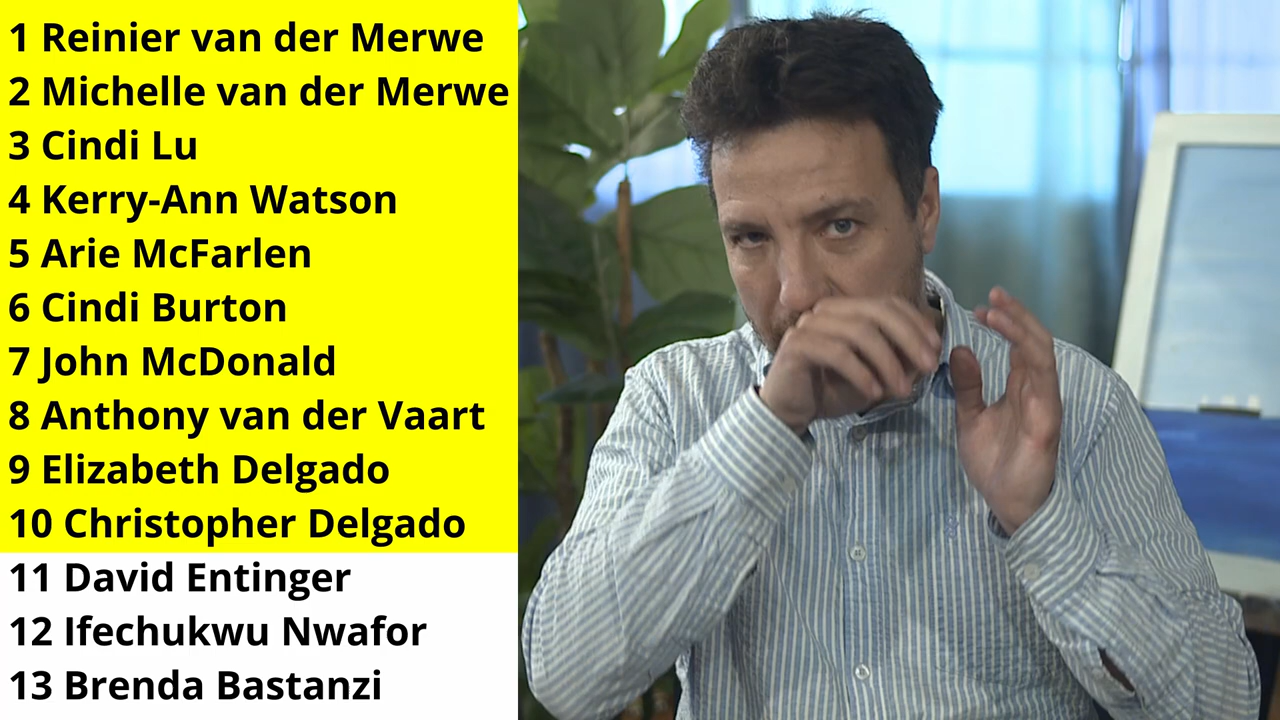 1 Reinier van der Merwe
2 Michelle van der Merwe
3 Cindi Lu
4 Kerry-Ann Watson
5 Arie McFarlen
6 Cindi Burton
7 John McDonald
8 Anthony van der Vaart
9 Elizabeth Delgado
10 Christopher Delgado
11 David Entinger
12 Ifechukwu Nwafor
13 Brenda Bastanzi